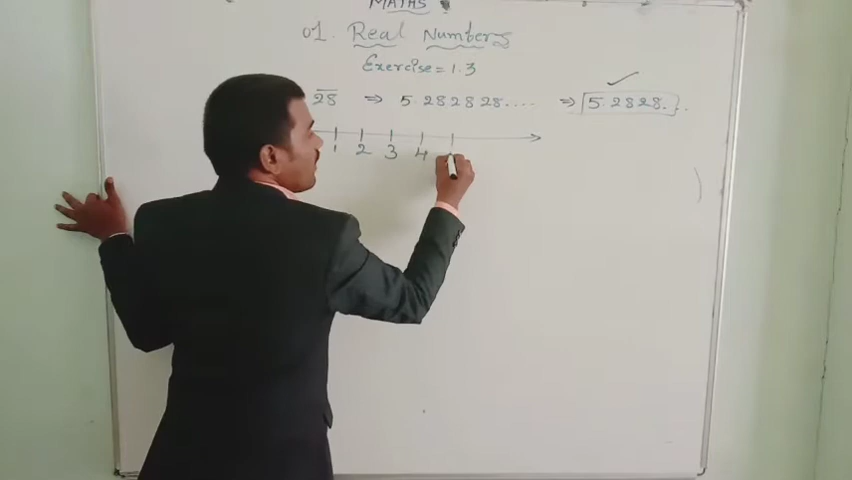 MATHS
01. Real Numbers
Exercise = 1.3
28 ⇒ 5.282828.... ⇒ 5.2828...
1 2 3 4